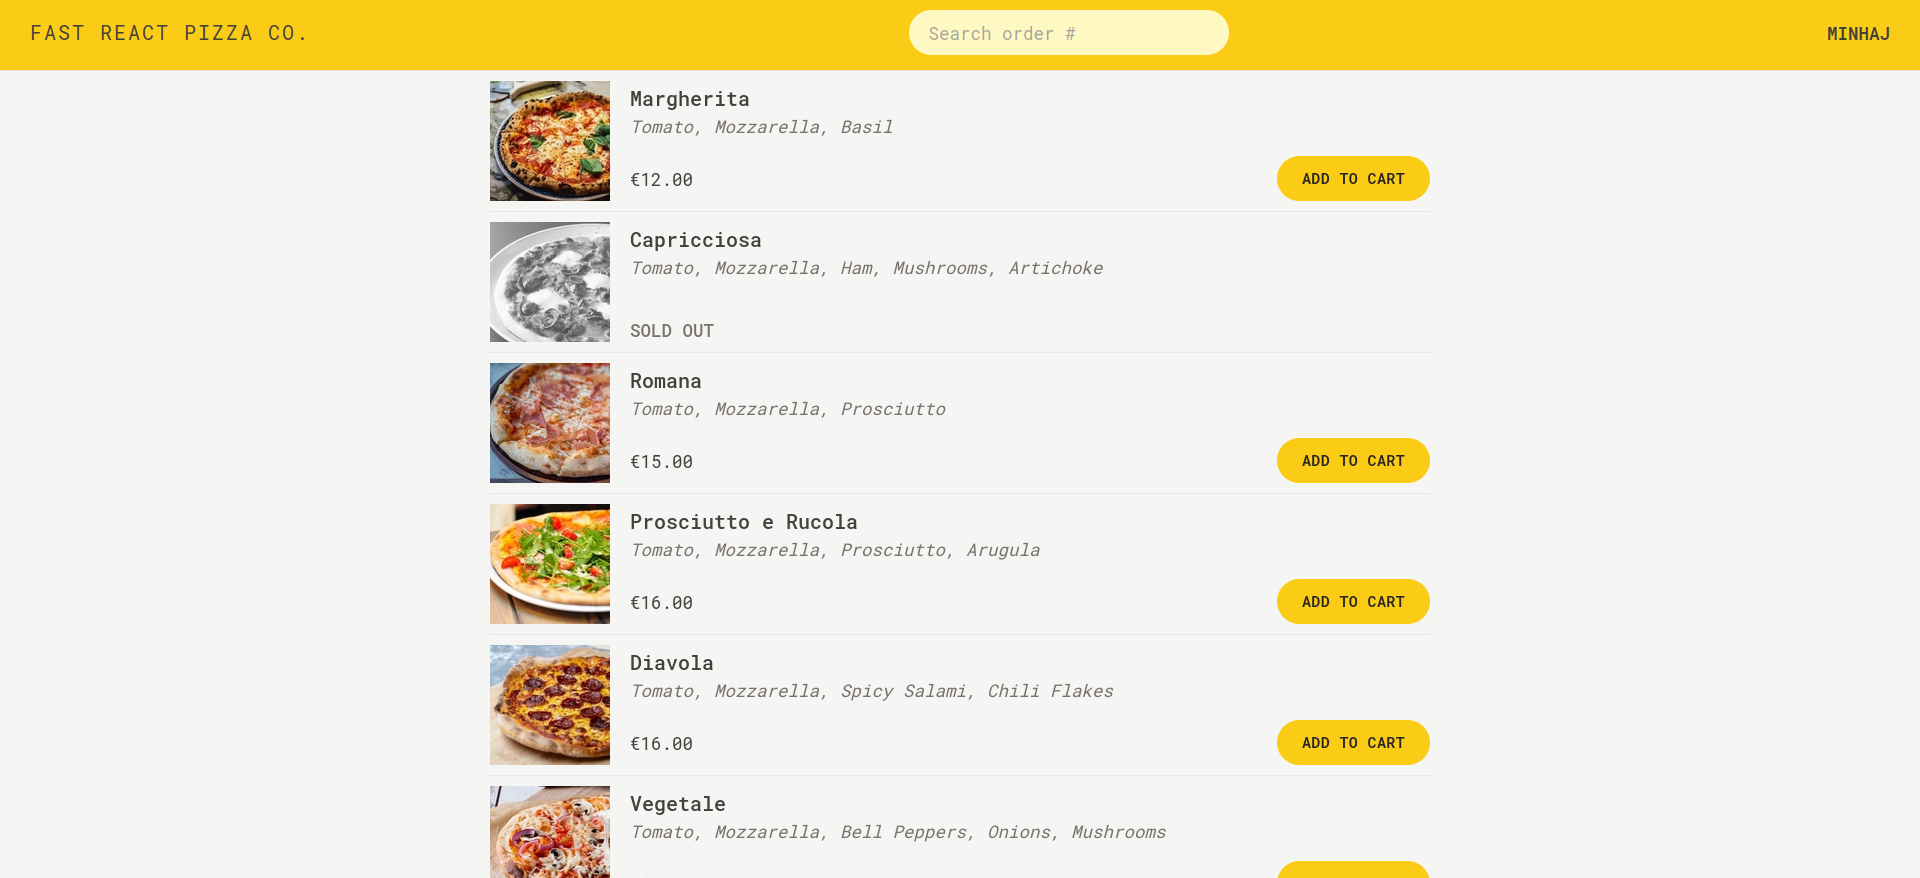 FAST REACT PIZZA CO.
Search order #
MINHAJ
Margherita
Tomato, Mozzarella, Basil
€12.00
ADD TO CART
Capricciosa
Tomato, Mozzarella, Ham, Mushrooms, Artichoke
SOLD OUT
Romana
Tomato, Mozzarella, Prosciutto
€15.00
ADD TO CART
Prosciutto e Rucola
Tomato, Mozzarella, Prosciutto, Arugula
€16.00
ADD TO CART
Diavola
Tomato, Mozzarella, Spicy Salami, Chili Flakes
€16.00
ADD TO CART
Vegetale
Tomato, Mozzarella, Bell Peppers, Onions, Mushrooms